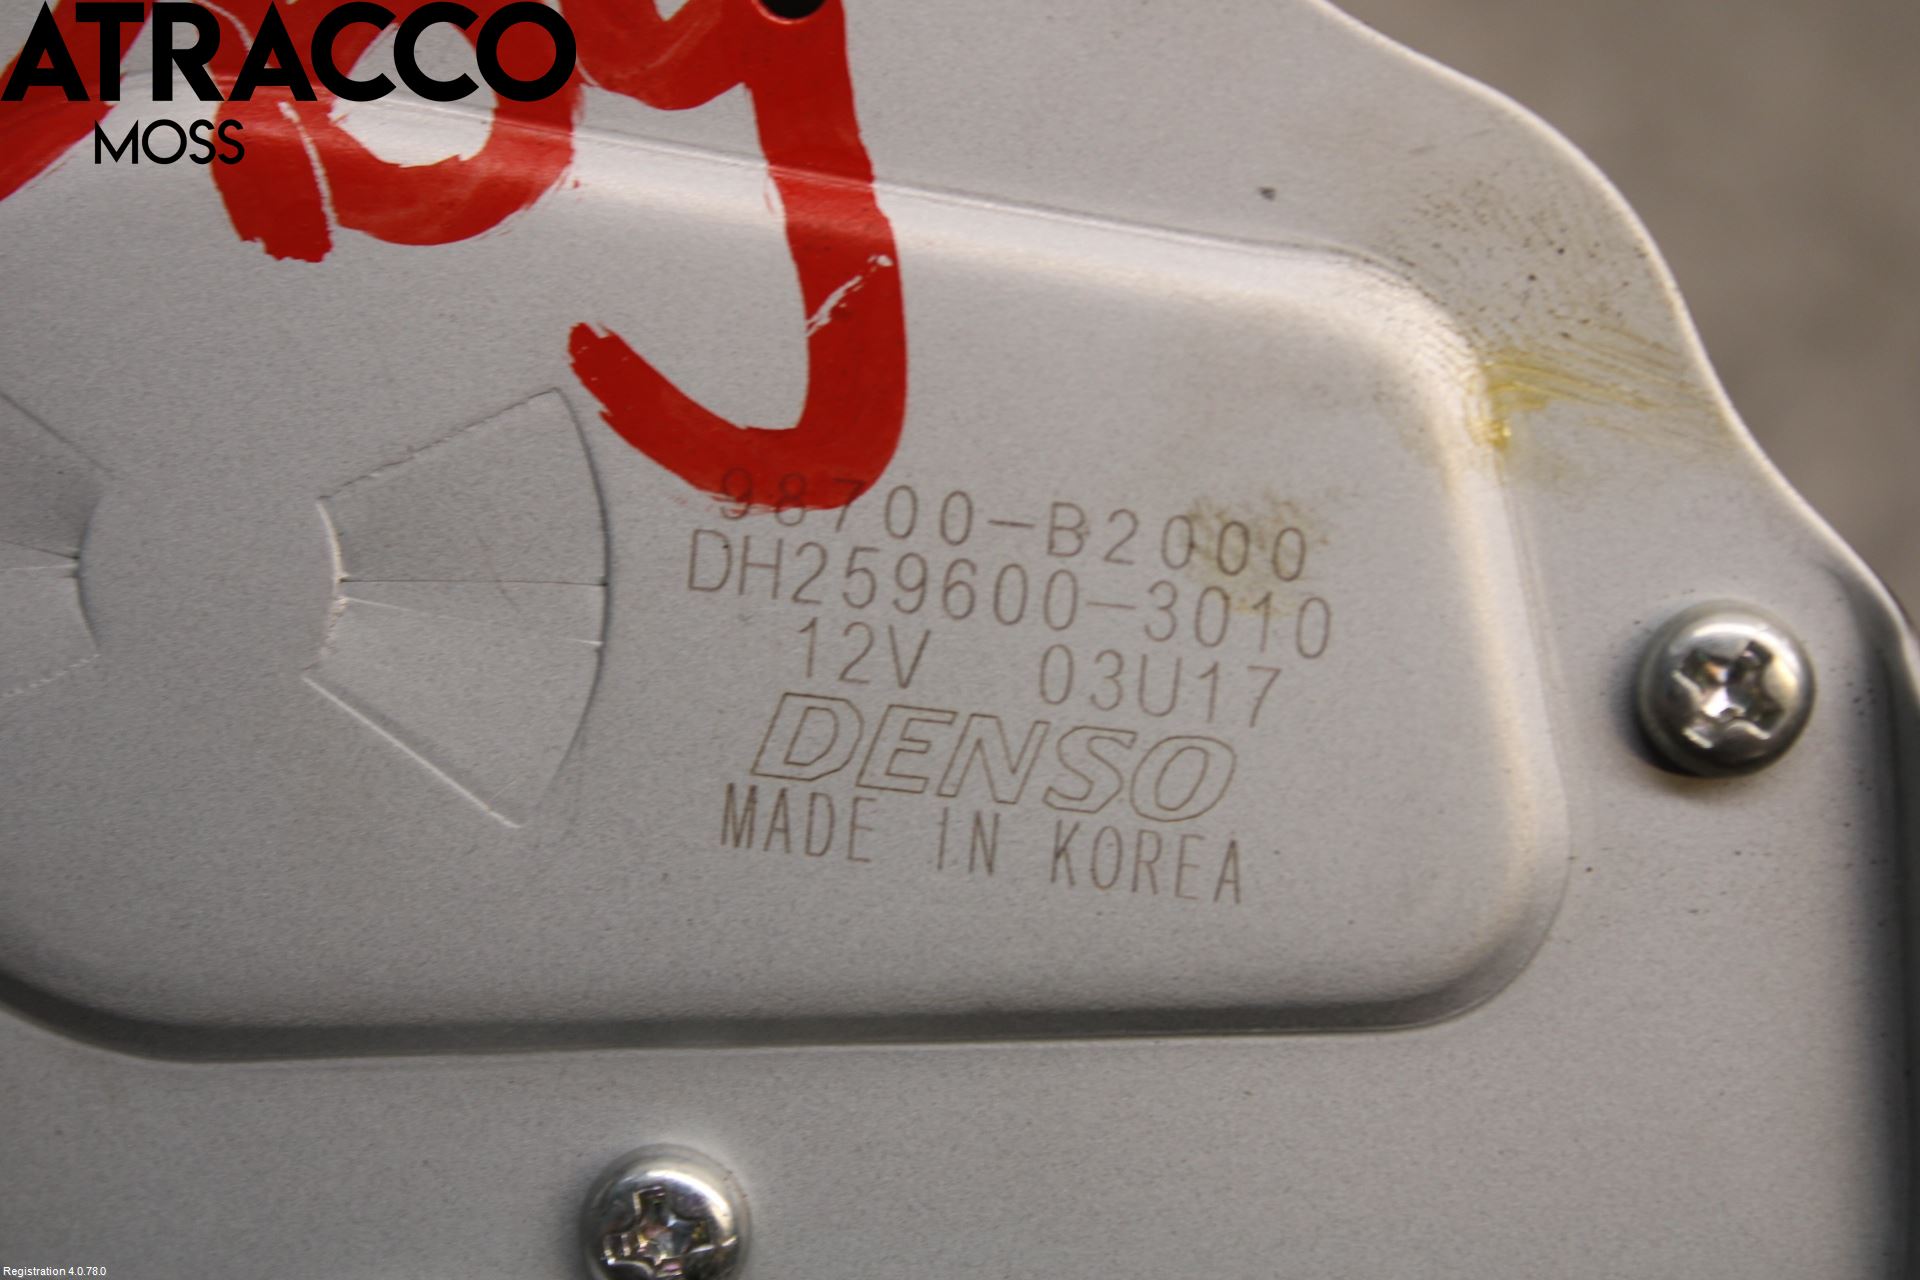 ATRACCO
MOSS
98700-B2000
DH259600-3010
12V 03U17
DENSO
MADE IN KOREA
Registration 4.0.78.0